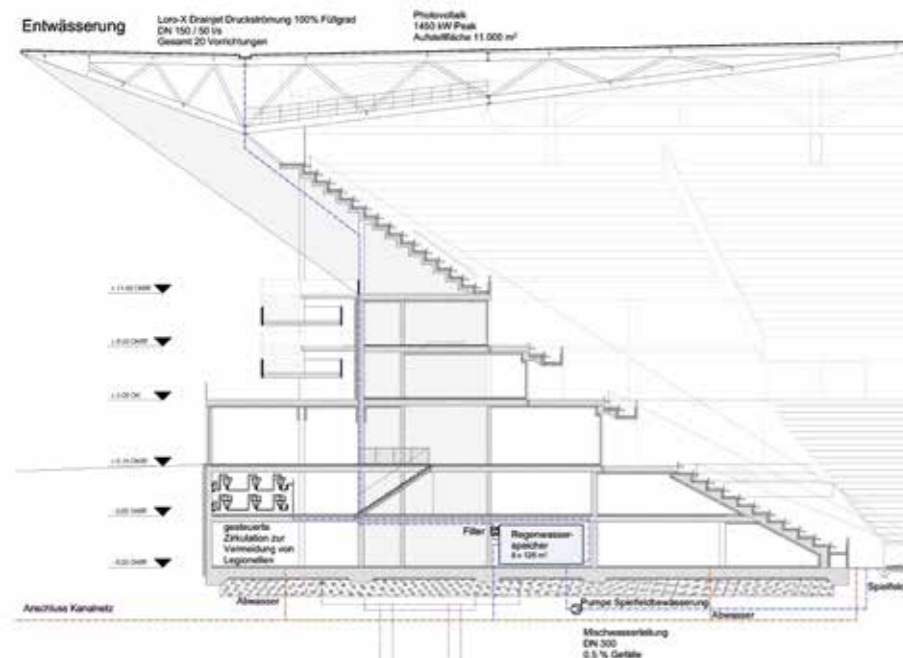 Entwässerung
Loro-X Drainjet Druckströmung 100% Füllgrad
DN 150 / 50 l/s
Gesamt 20 Vorrichtungen
Photovoltaik
1450 kW Peak
Aufstellfläche 11.000 m²
gesteuerte
Zirkulation zur
Vermeidung von
Legionellen
Filter
Regenwasser-
speicher
Anschluss Kanalnetz
Abwasser
Pumpe Spielfeldbewässerung
Abwasser
Spielfeld
Mischwasserleitung
DN 300
0,5 % Gefälle